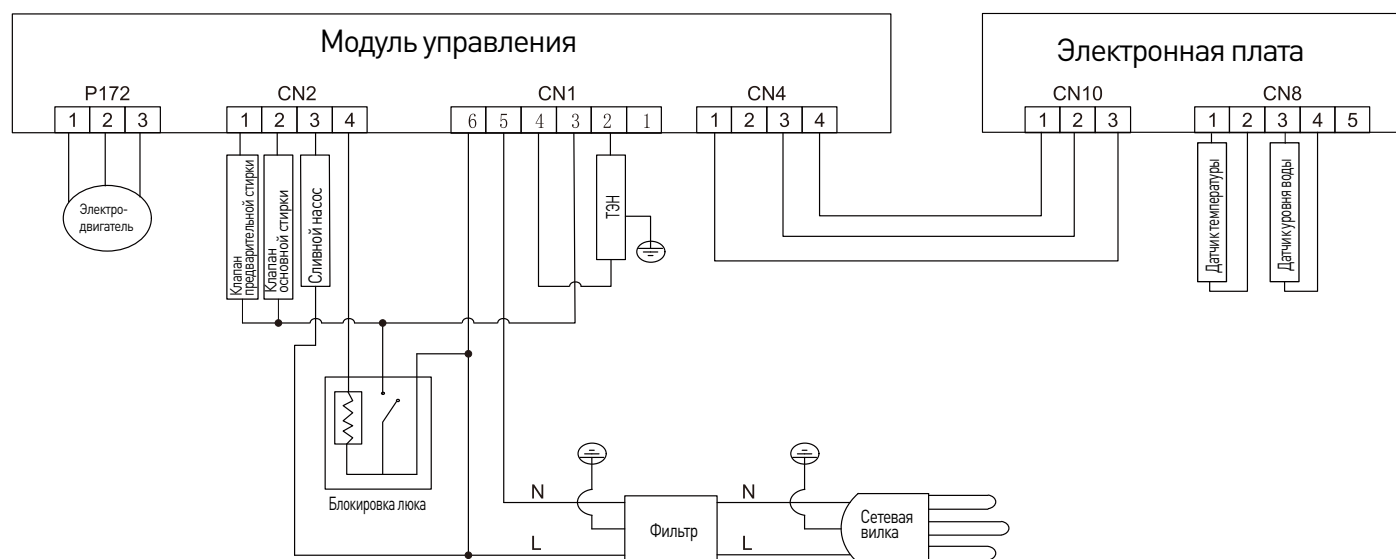 Модуль управления
Электронная плата
P172
CN2
CN1
CN4
CN10
CN8
1 2 3
1 2 3 4
6 5 4 3 2 1
1 2 3 4
1 2 3
1 2 3 4 5
Электро-
двигатель
Клапан
предварительной стирки
Клапан
основной стирки
Сливной насос
ТЭН
Датчик температуры
Датчик уровня воды
Блокировка люка
N
N
Фильтр
Сетевая
вилка
L
L